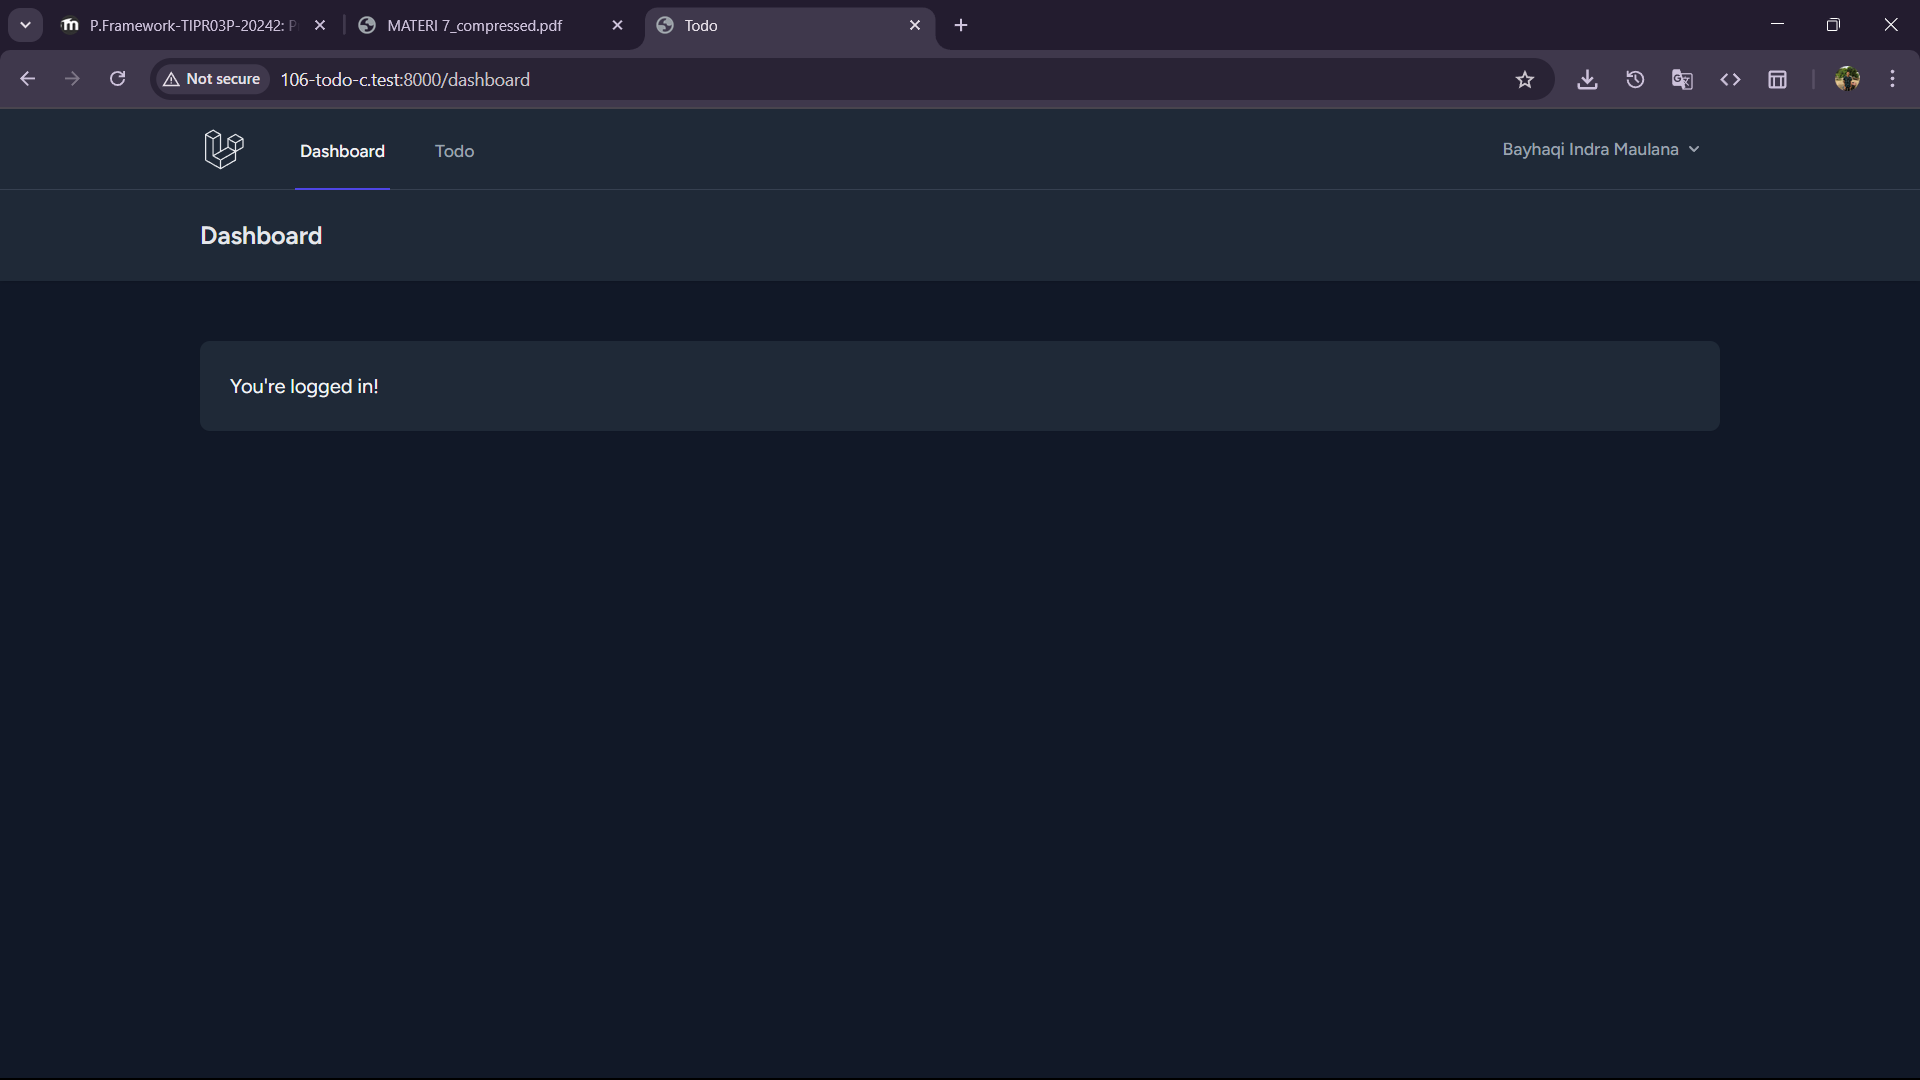 P.Framework-TIPR03P-20242: P
MATERI 7_compressed.pdf
Todo
Not secure
106-todo-c.test:8000/dashboard
Dashboard
Todo
Bayhaqi Indra Maulana
Dashboard
You're logged in!